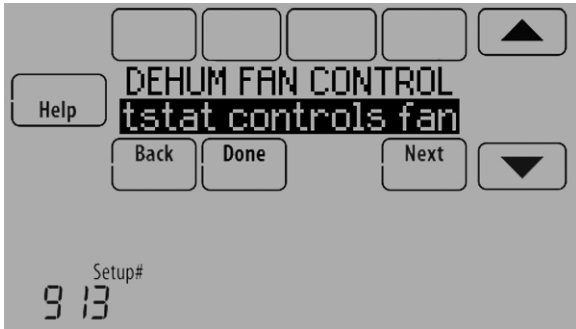 DEHUM FAN CONTROL
Help
tstat controls fan
Back Done Next
Setup#
913